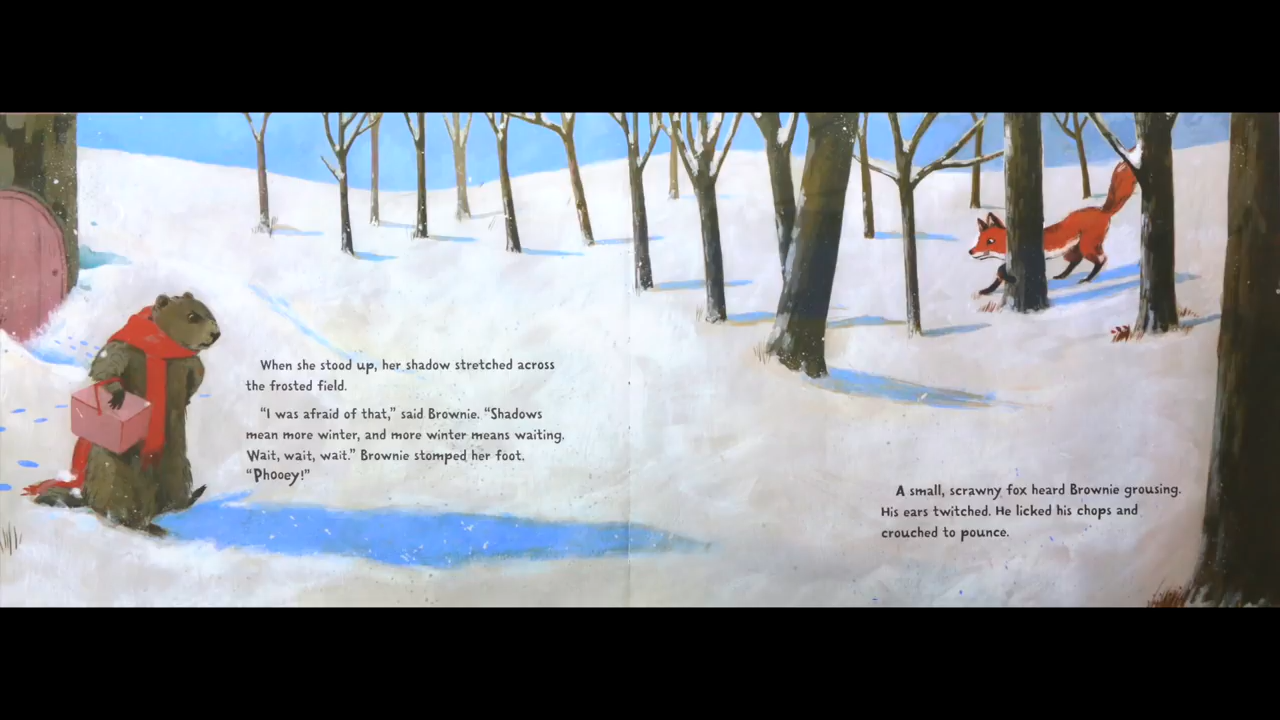 When she stood up, her shadow stretched across
the frosted field.
“I was afraid of that,” said Brownie. “Shadows
mean more winter, and more winter means waiting.
Wait, wait, wait.” Brownie stomped her foot.
“Phooey!”
A small, scrawny fox heard Brownie grousing.
His ears twitched. He licked his chops and
crouched to pounce.